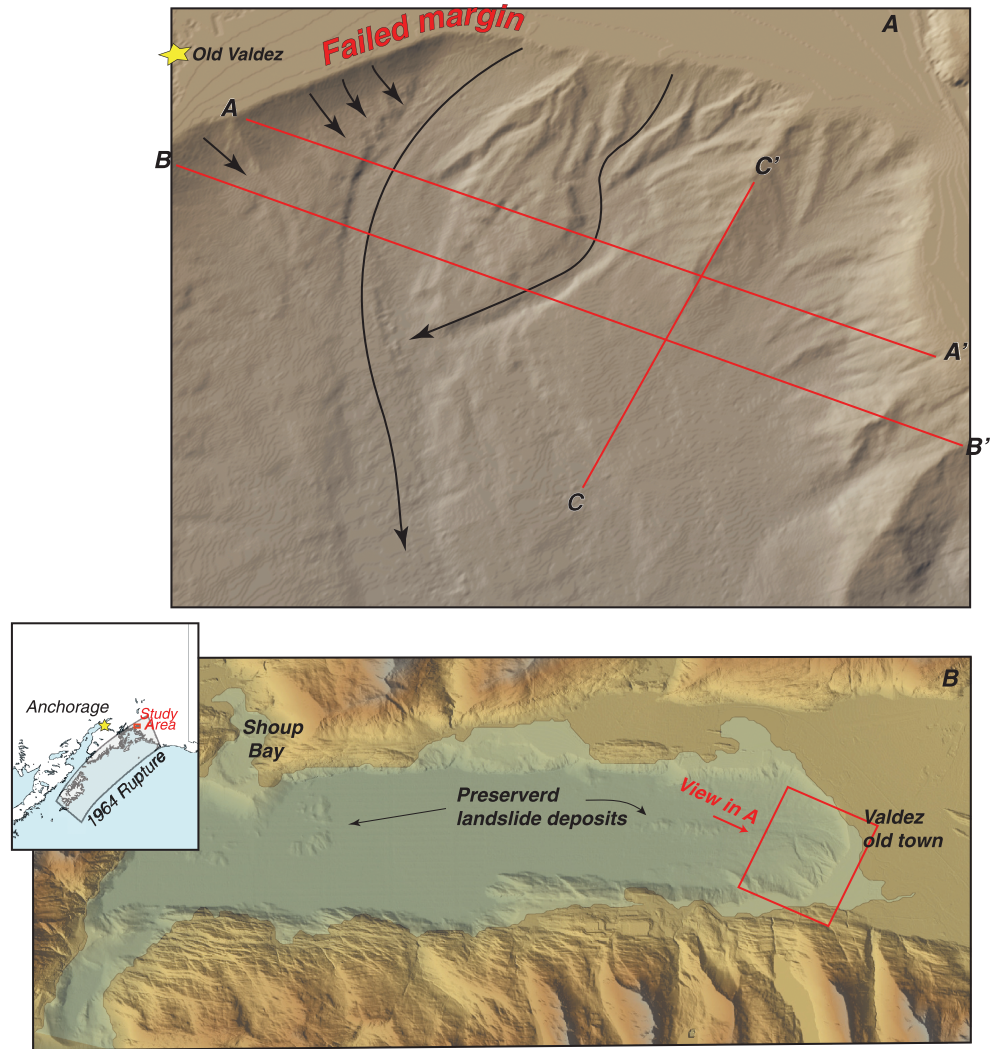 A
Failed margin
Old Valdez
A
B
C'
A'
B'
C
B
Anchorage
Study
Area
1964 Rupture
Shoup
Bay
Preserverd
landslide deposits
View in A
Valdez
old town